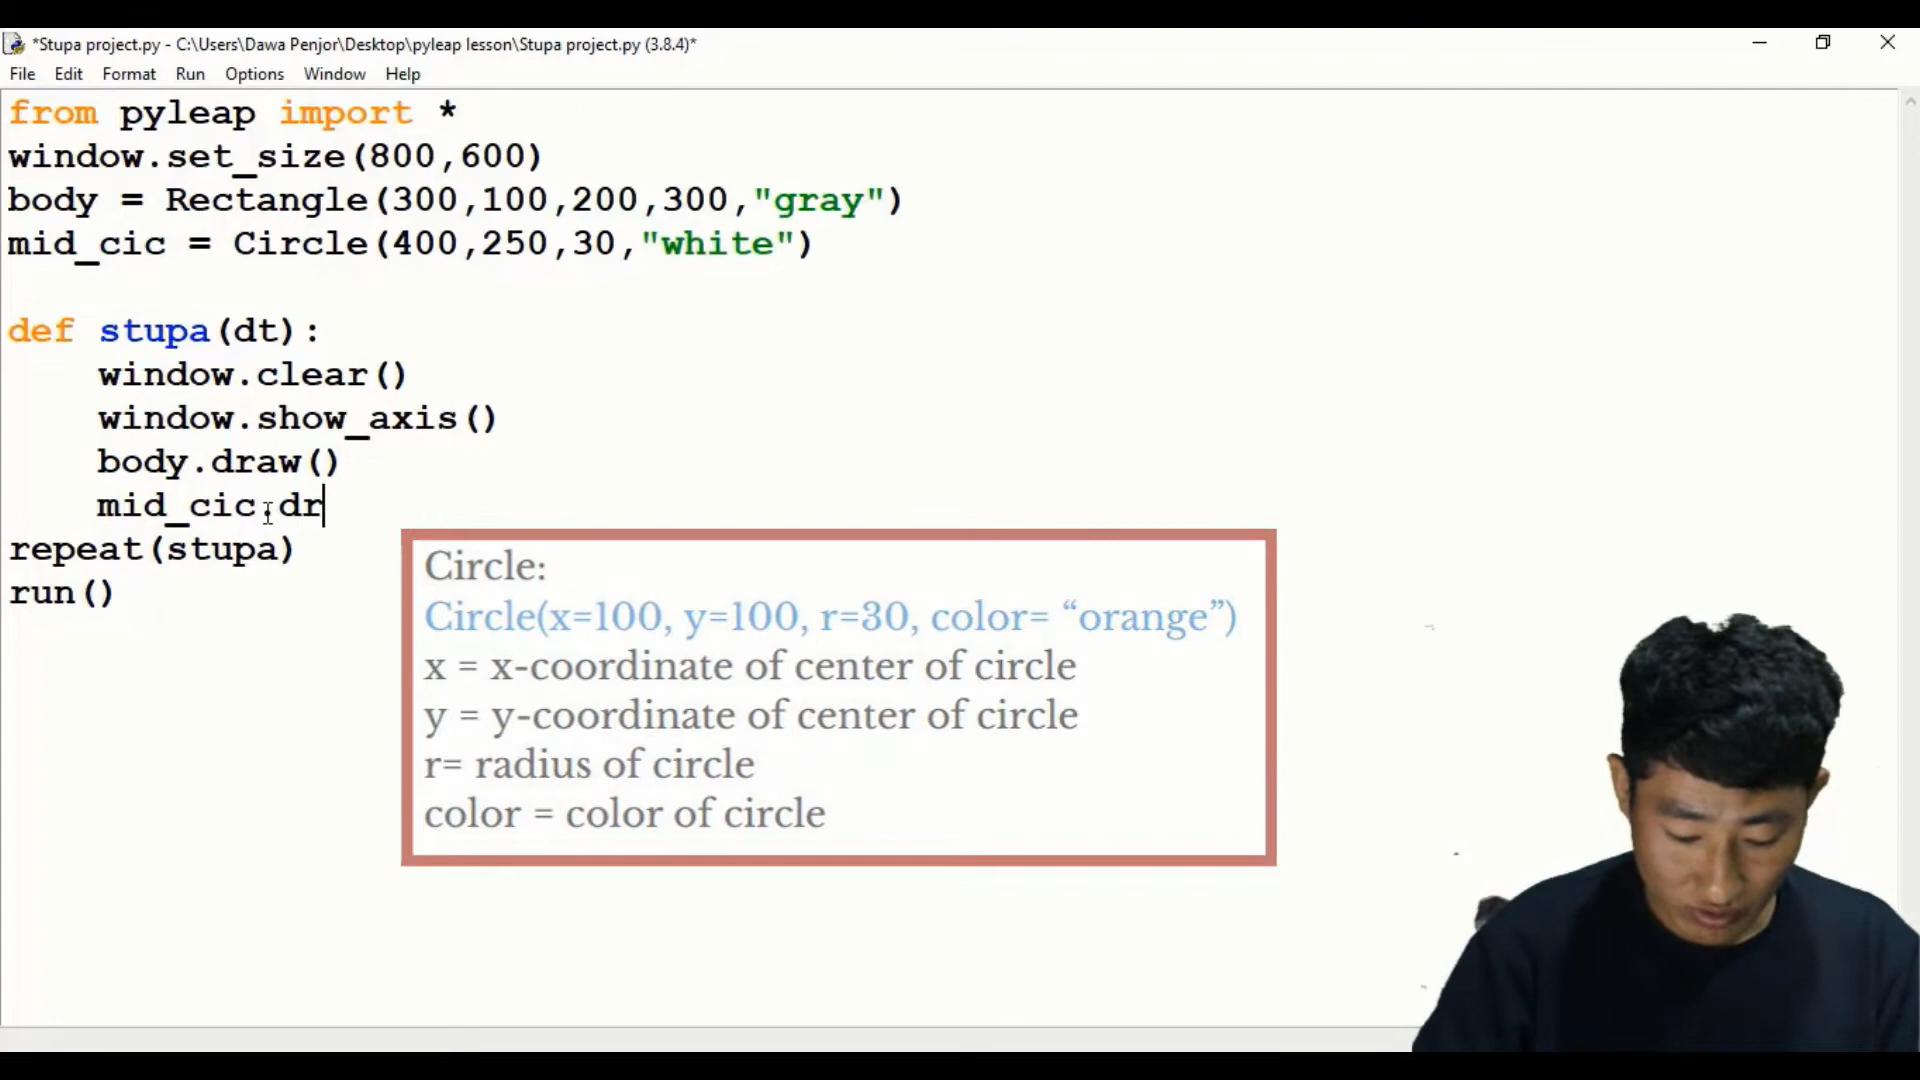 *Stupa project.py - C:\Users\Dawa Penjor\Desktop\pyleap lesson\Stupa project.py (3.8.4)*
File Edit Format Run Options Window Help
from pyleap import *
window.set_size(800,600)
body = Rectangle(300,100,200,300,"gray")
mid_cic = Circle(400,250,30,"white")
def stupa(dt):
window.clear()
window.show_axis()
body.draw()
mid_cic.dr
repeat(stupa)
run()
Circle:
Circle(x=100, y=100, r=30, color= “orange”)
x = x-coordinate of center of circle
y = y-coordinate of center of circle
r= radius of circle
color = color of circle